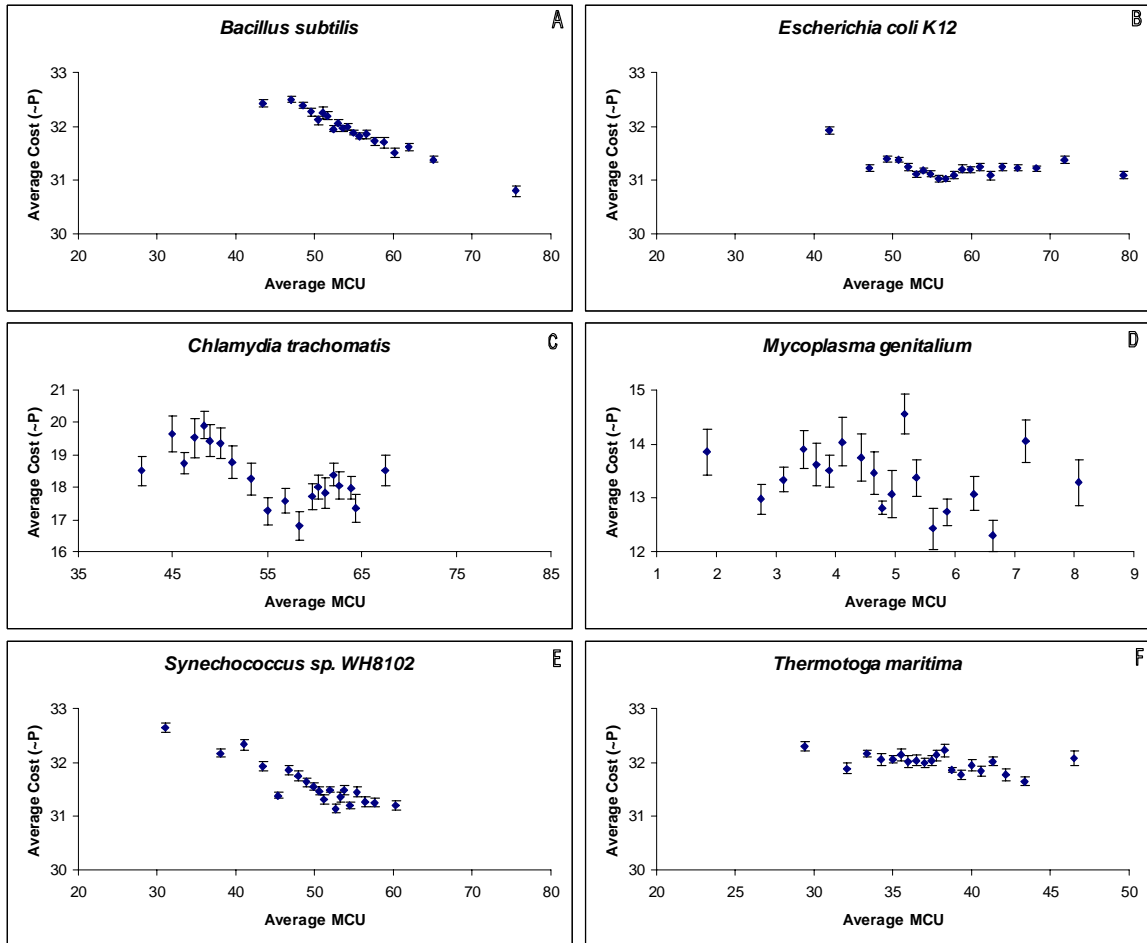 Bacillus subtilis
A
33
32
31
30
Average Cost (~P)
20 30 40 50 60 70 80
Average MCU
Escherichia coli K12
B
33
32
31
30
Average Cost (~P)
20 30 40 50 60 70 80
Average MCU
Chlamydia trachomatis
C
21
20
19
18
17
16
Average Cost (~P)
35 45 55 65 75 85
Average MCU
Mycoplasma genitalium
D
15
14
13
12
Average Cost (~P)
1 2 3 4 5 6 7 8 9
Average MCU
Synechococcus sp. WH8102
E
33
32
31
30
Average Cost (~P)
20 30 40 50 60 70 80
Average MCU
Thermotoga maritima
F
33
32
31
30
Average Cost (~P)
20 25 30 35 40 45 50
Average MCU